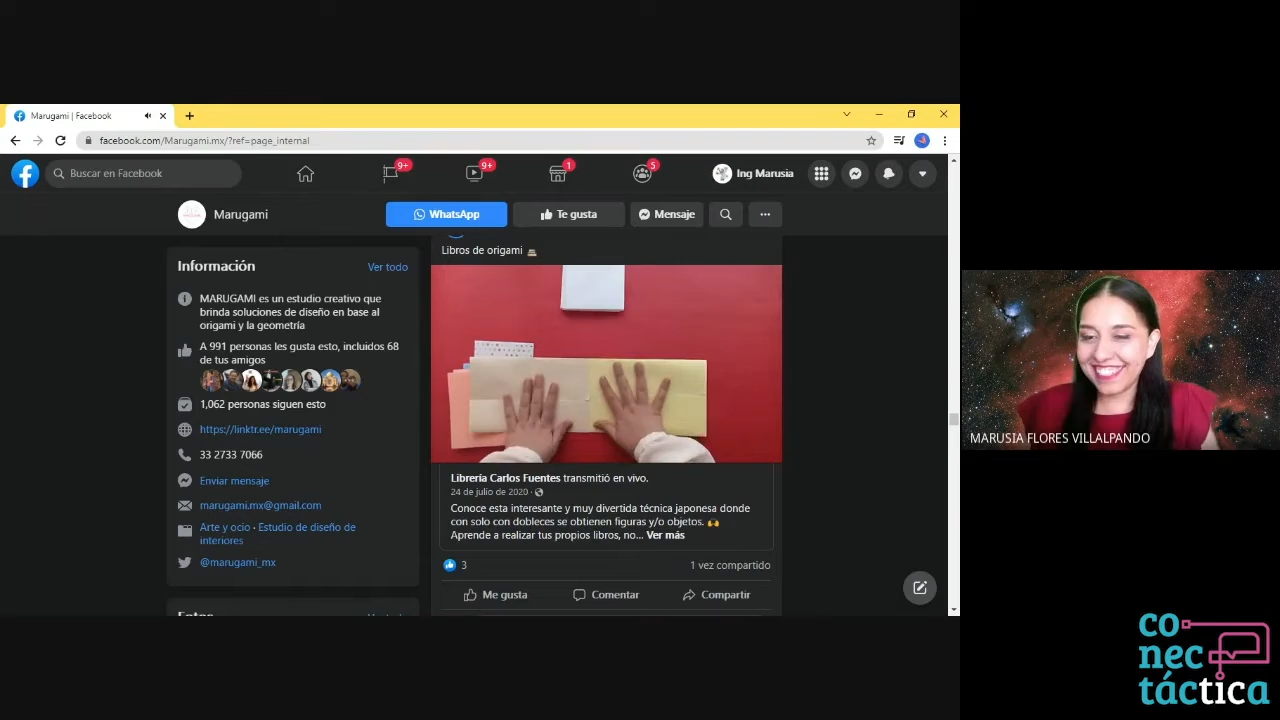 Marugami | Facebook
facebook.com/Marugami.mx/?ref=page_internal
Buscar en Facebook
9+
9+
1
5
Ing Marusia
Marugami
WhatsApp
Te gusta
Mensaje
Información
Ver todo
MARUGAMI es un estudio creativo que
brinda soluciones de diseño en base al
origami y la geometría
A 991 personas les gusta esto, incluidos 68
de tus amigos
1,062 personas siguen esto
https://linktr.ee/marugami
33 2733 7066
Enviar mensaje
marugami.mx@gmail.com
Arte y ocio · Estudio de diseño de
interiores
@marugami_mx
Libros de origami
Librería Carlos Fuentes transmitió en vivo.
24 de julio de 2020 ·
Conoce esta interesante y muy divertida técnica japonesa donde
con solo con dobleces se obtienen figuras y/o objetos.
Aprende a realizar tus propios libros, no... Ver más
3
1 vez compartido
Me gusta
Comentar
Compartir
MARUSIA FLORES VILLALPANDO
co
nec
táctica